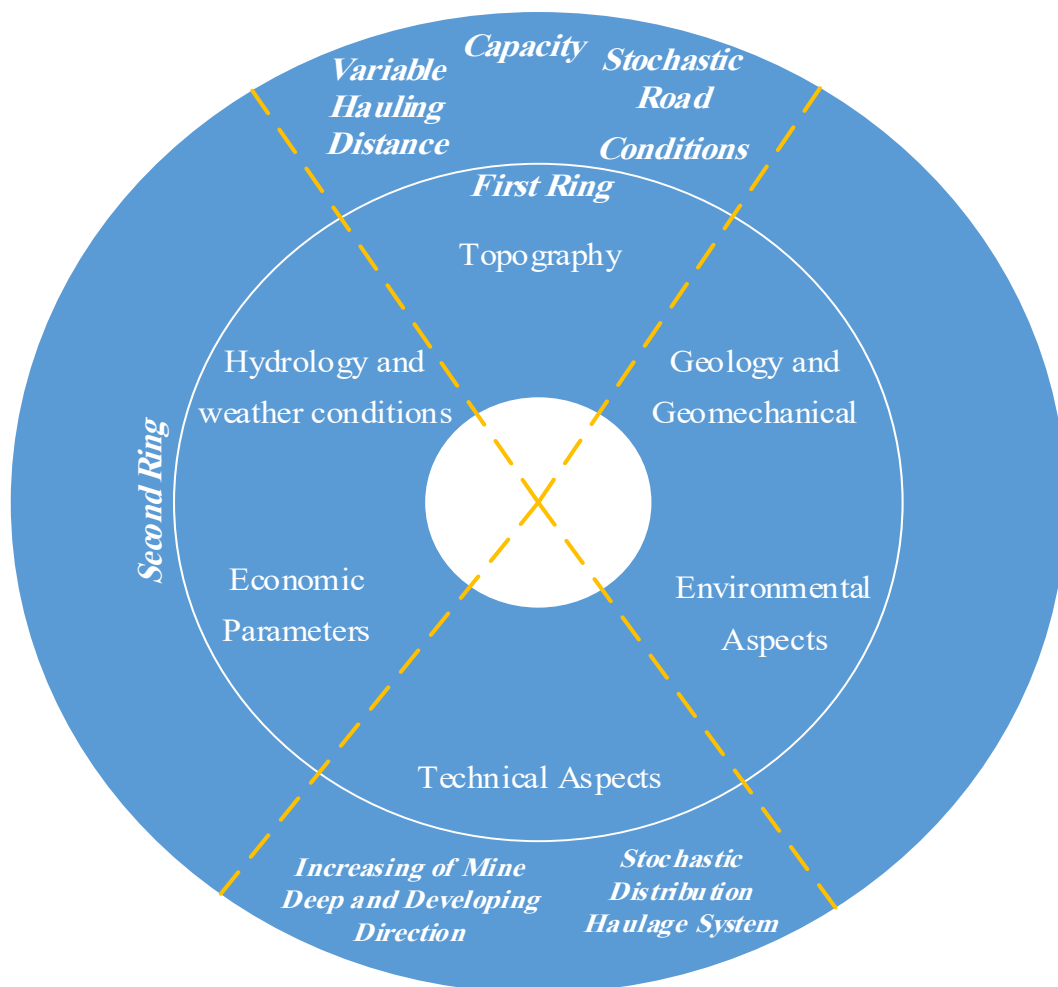 Capacity
Variable
Hauling
Distance
Stochastic
Road
Conditions
First Ring
Topography
Hydrology and
weather conditions
Geology and
Geomechanical
Second Ring
Economic
Parameters
Environmental
Aspects
Technical Aspects
Increasing of Mine
Deep and Developing
Direction
Stochastic
Distribution
Haulage System